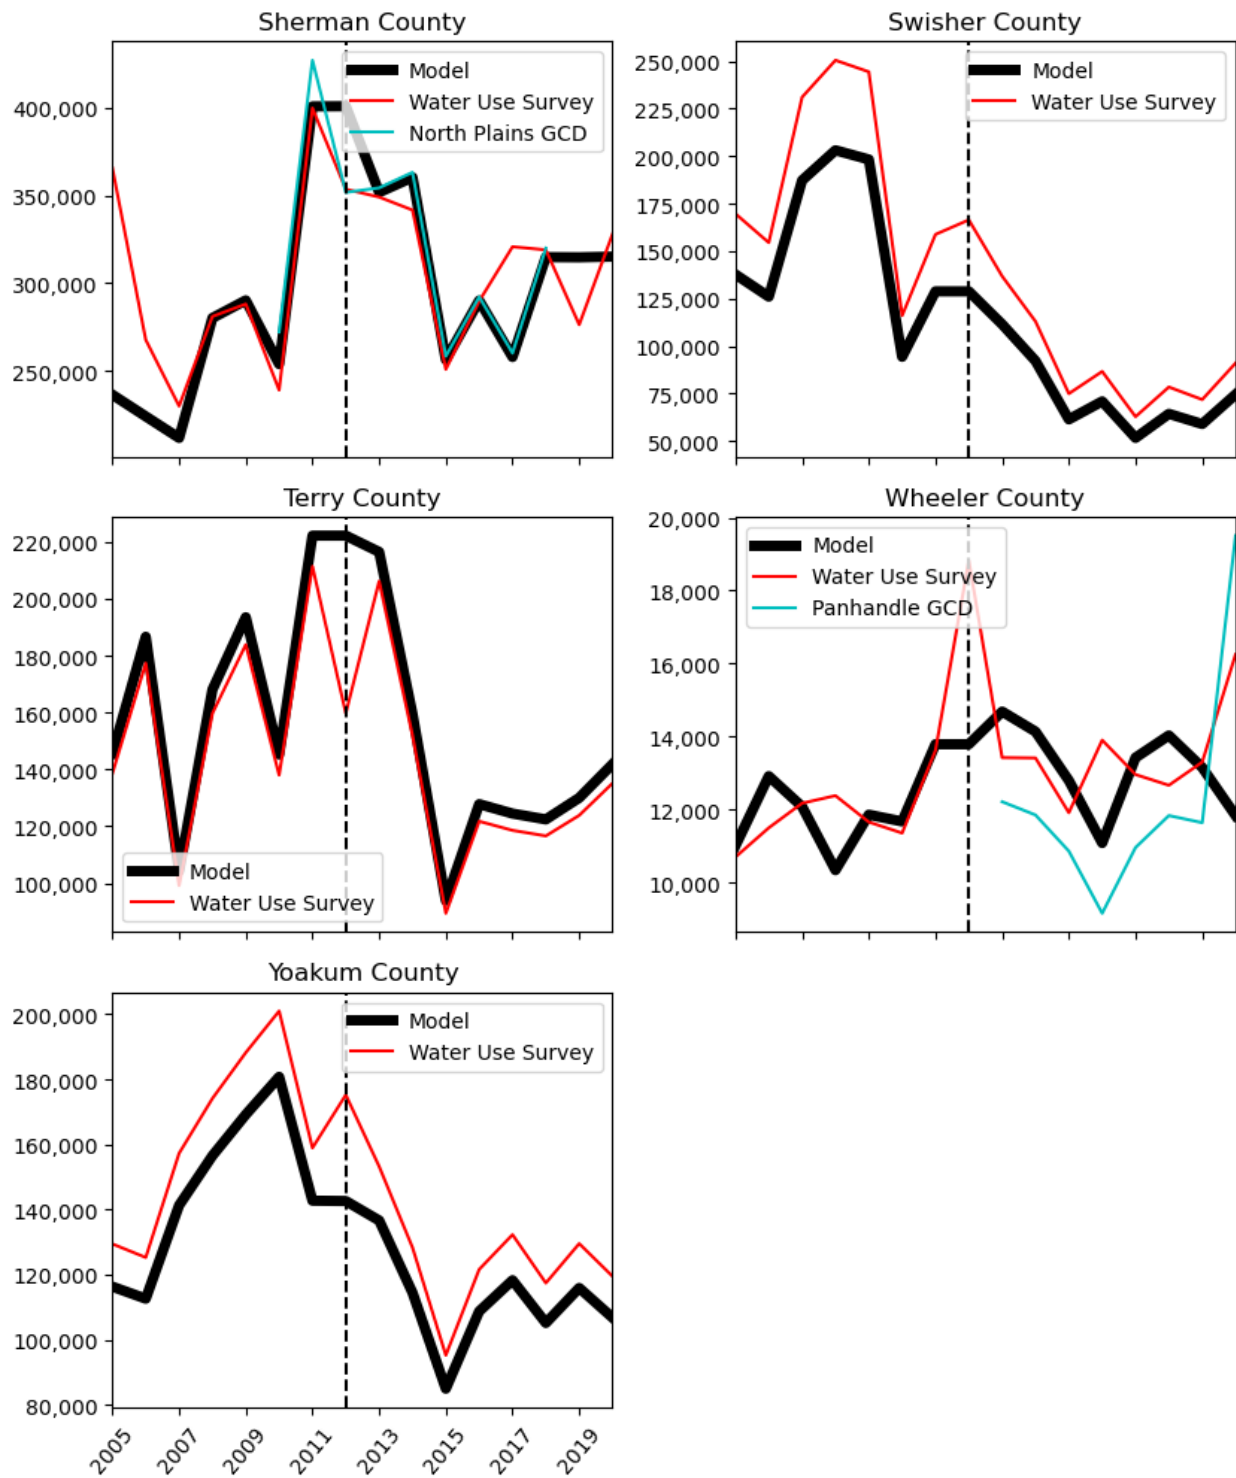 Sherman County
400,000
350,000
300,000
250,000
Model
Water Use Survey
North Plains GCD
Swisher County
250,000
225,000
200,000
175,000
150,000
125,000
100,000
75,000
50,000
Model
Water Use Survey
Terry County
220,000
200,000
180,000
160,000
140,000
120,000
100,000
Model
Water Use Survey
Wheeler County
20,000
18,000
16,000
14,000
12,000
10,000
Model
Water Use Survey
Panhandle GCD
Yoakum County
200,000
180,000
160,000
140,000
120,000
100,000
80,000
Model
Water Use Survey
2005
2007
2009
2011
2013
2015
2017
2019